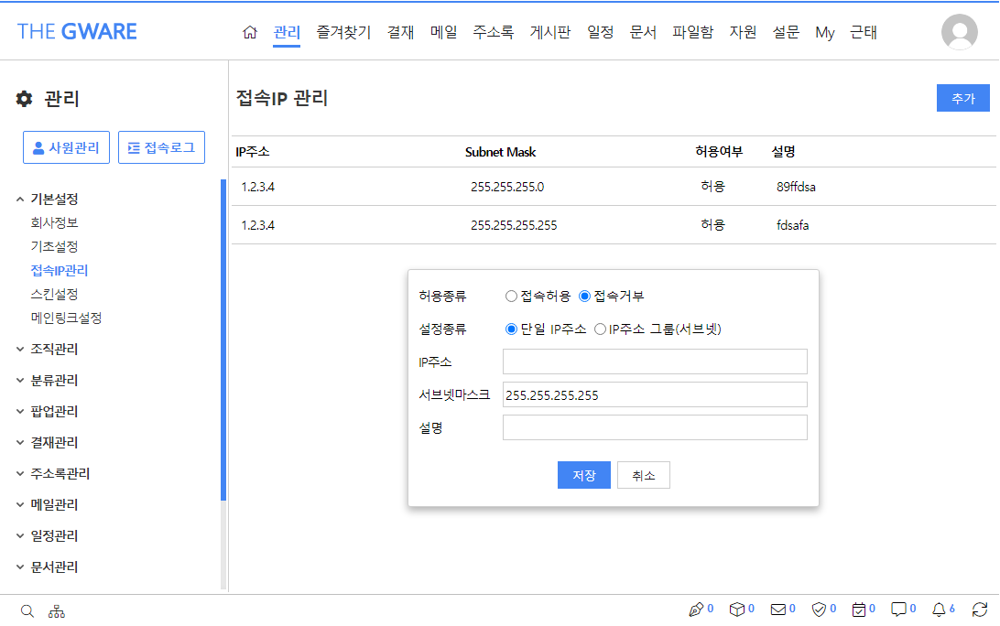 THE GWARE
관리 즐겨찾기 결재 메일 주소록 게시판 일정 문서 파일함 자원 설문 My 근태
관리
사원관리 접속로그
기본설정
회사정보
기초설정
접속IP관리
스킨설정
메인링크설정
조직관리
분류관리
팝업관리
결재관리
주소록관리
메일관리
일정관리
문서관리
접속IP 관리
추가
IP주소 Subnet Mask 허용여부 설명
1.2.3.4 255.255.255.0 허용 89ffdsa
1.2.3.4 255.255.255.255 허용 fdsafa
허용종류 접속허용 접속거부
설정종류 단일 IP주소 IP주소 그룹(서브넷)
IP주소
서브넷마스크 255.255.255.255
설명
저장 취소
0 0 0 0 0 0 6